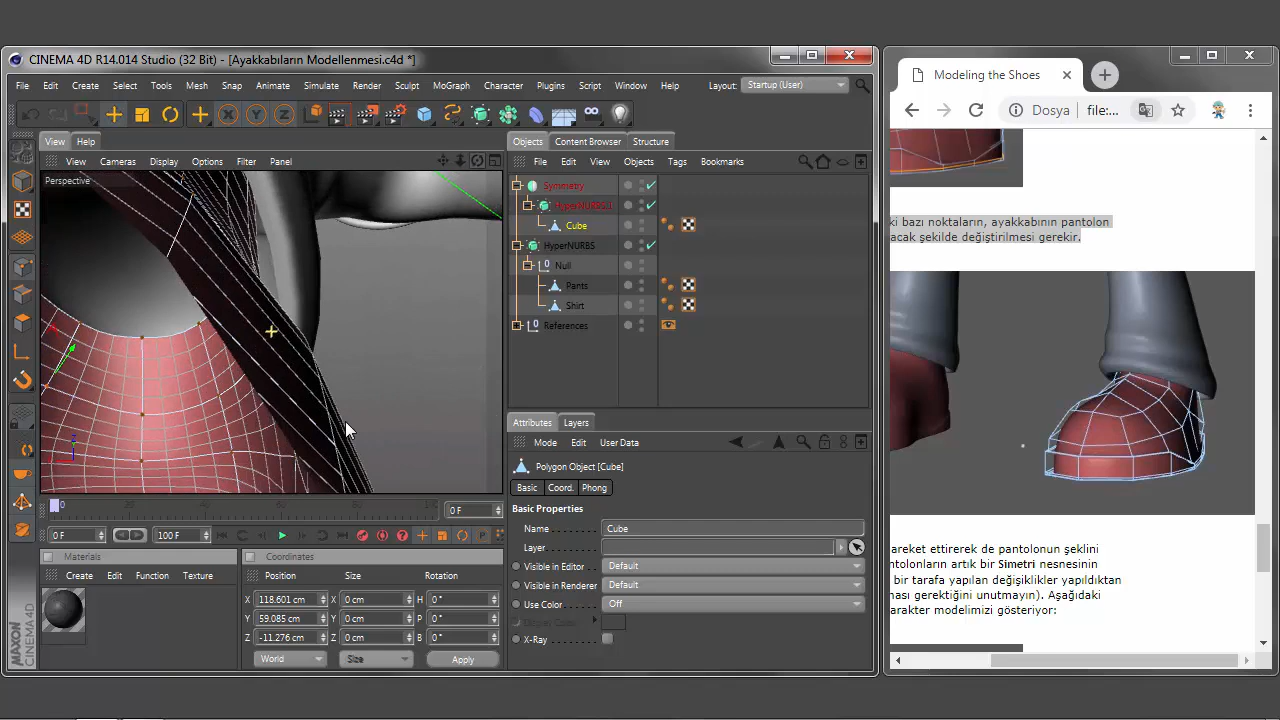 CINEMA 4D R14.014 Studio (32 Bit) - [Ayakkabıların Modellenmesi.c4d *]
File Edit Create Select Tools Mesh Snap Animate Simulate Render Sculpt MoGraph Character Plugins Script Window Help Layout: Startup (User)
View Help
View Cameras Display Options Filter Panel
Perspective
Objects Content Browser Structure
File Edit View Objects Tags Bookmarks
Symmetry
HyperNURBS.1
Cube
HyperNURBS
Null
Pants
Shirt
References
Attributes Layers
Mode Edit User Data
Polygon Object [Cube]
Basic Coord. Phong
Basic Properties
Name Cube
Layer
Visible in Editor Default
Visible in Renderer Default
Use Color Off
X-Ray
0 F
0 F 100 F
Materials
Create Edit Function Texture
Coordinates
Position Size Rotation
X 118.601 cm X 0 cm H 0 °
Y 59.085 cm Y 0 cm P 0 °
Z -11.276 cm Z 0 cm B 0 °
World Size Apply
MAXON
CINEMA 4D
Modeling the Shoes
Dosya file:...
ki bazı noktaların, ayakkabının pantolon
acak şekilde değiştirilmesi gerekir.
areket ettirerek de pantolonun şeklini
ntolonların artık bir Simetri nesnesinin
bir tarafa yapılan değişiklikler yapıldıktan
ması gerektiğini unutmayın). Aşağıdaki
arakter modelimizi gösteriyor: